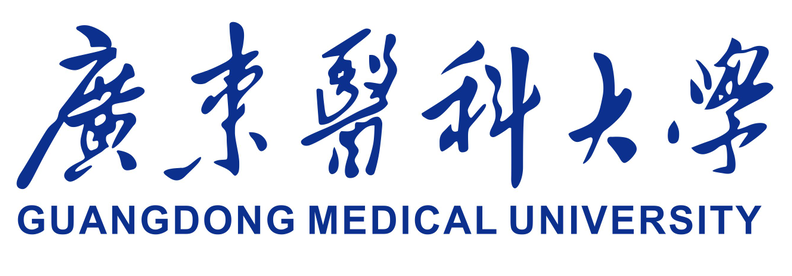 廣東醫科大學
GUANGDONG MEDICAL UNIVERSITY